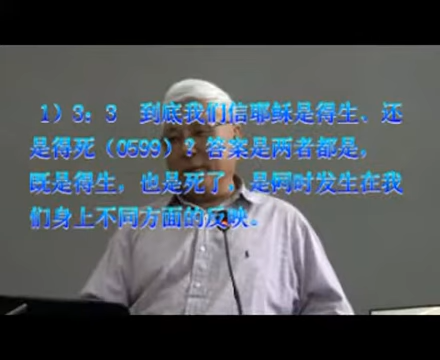 1）3：3 到底我们信耶稣是得生、还
是得死（0599）？答案是两者都是，
既是得生，也是死了，是同时发生在我
们身上不同方面的反映。